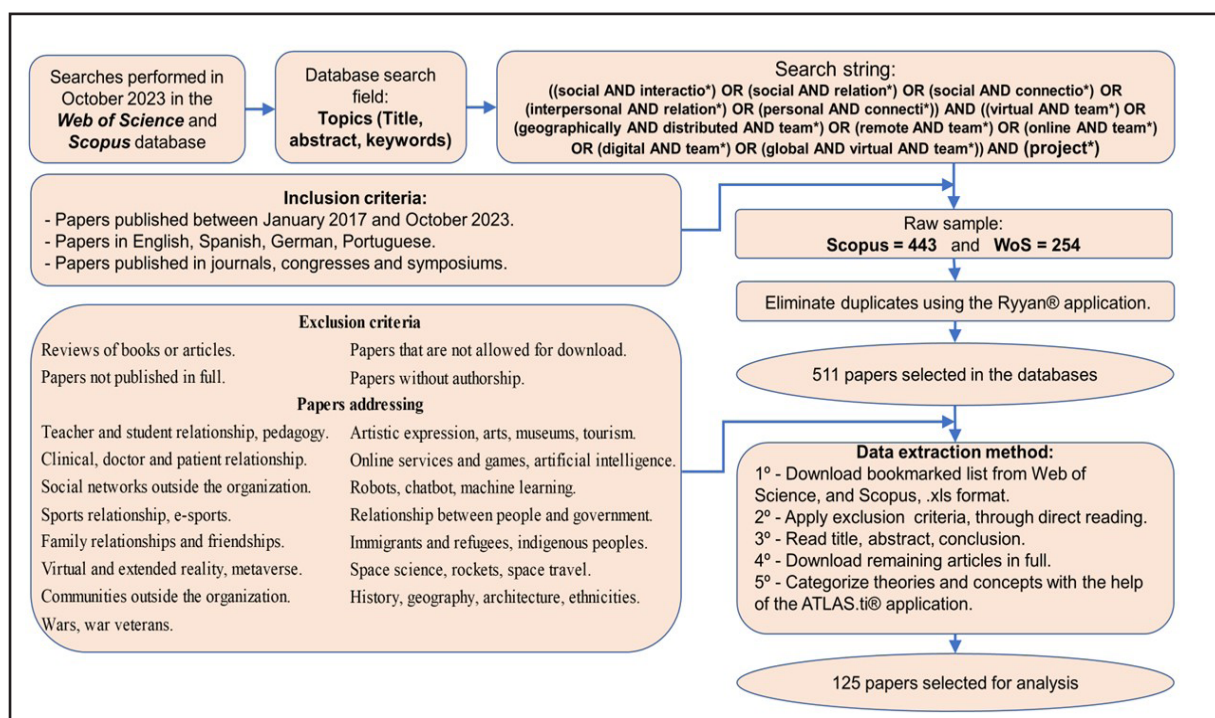 Searches performed in
October 2023 in the
Web of Science and
Scopus database
Database search
field:
Topics (Title,
abstract, keywords)
Search string:
((social AND interactio*) OR (social AND relation*) OR (social AND connectio*) OR
(interpersonal AND relation*) OR (personal AND connecti*)) AND ((virtual AND team*) OR
(geographically AND distributed AND team*) OR (remote AND team*) OR (online AND team*)
OR (digital AND team*) OR (global AND virtual AND team*)) AND (project*)
Inclusion criteria:
- Papers published between January 2017 and October 2023.
- Papers in English, Spanish, German, Portuguese.
- Papers published in journals, congresses and symposiums.
Raw sample:
Scopus = 443 and WoS = 254
Eliminate duplicates using the Ryyan® application.
511 papers selected in the databases
Exclusion criteria
Reviews of books or articles. Papers that are not allowed for download.
Papers not published in full. Papers without authorship.
Papers addressing
Teacher and student relationship, pedagogy. Artistic expression, arts, museums, tourism.
Clinical, doctor and patient relationship. Online services and games, artificial intelligence.
Social networks outside the organization. Robots, chatbot, machine learning.
Sports relationship, e-sports. Relationship between people and government.
Family relationships and friendships. Immigrants and refugees, indigenous peoples.
Virtual and extended reality, metaverse. Space science, rockets, space travel.
Communities outside the organization. History, geography, architecture, ethnicities.
Wars, war veterans.
Data extraction method:
1º - Download bookmarked list from Web of
Science, and Scopus, .xls format.
2º - Apply exclusion criteria, through direct reading.
3º - Read title, abstract, conclusion.
4º - Download remaining articles in full.
5º - Categorize theories and concepts with the help
of the ATLAS.ti® application.
125 papers selected for analysis